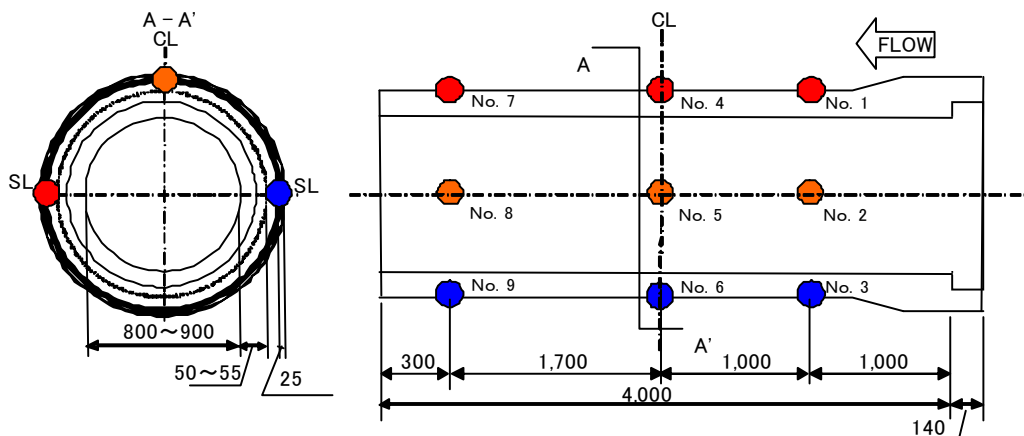 A－A'
CL
SL
SL
800～900
50～55
25
CL
FLOW
A
No. 7
No. 4
No. 1
No. 8
No. 5
No. 2
No. 9
No. 6
No. 3
A'
300
1,700
1,000
1,000
4,000
140